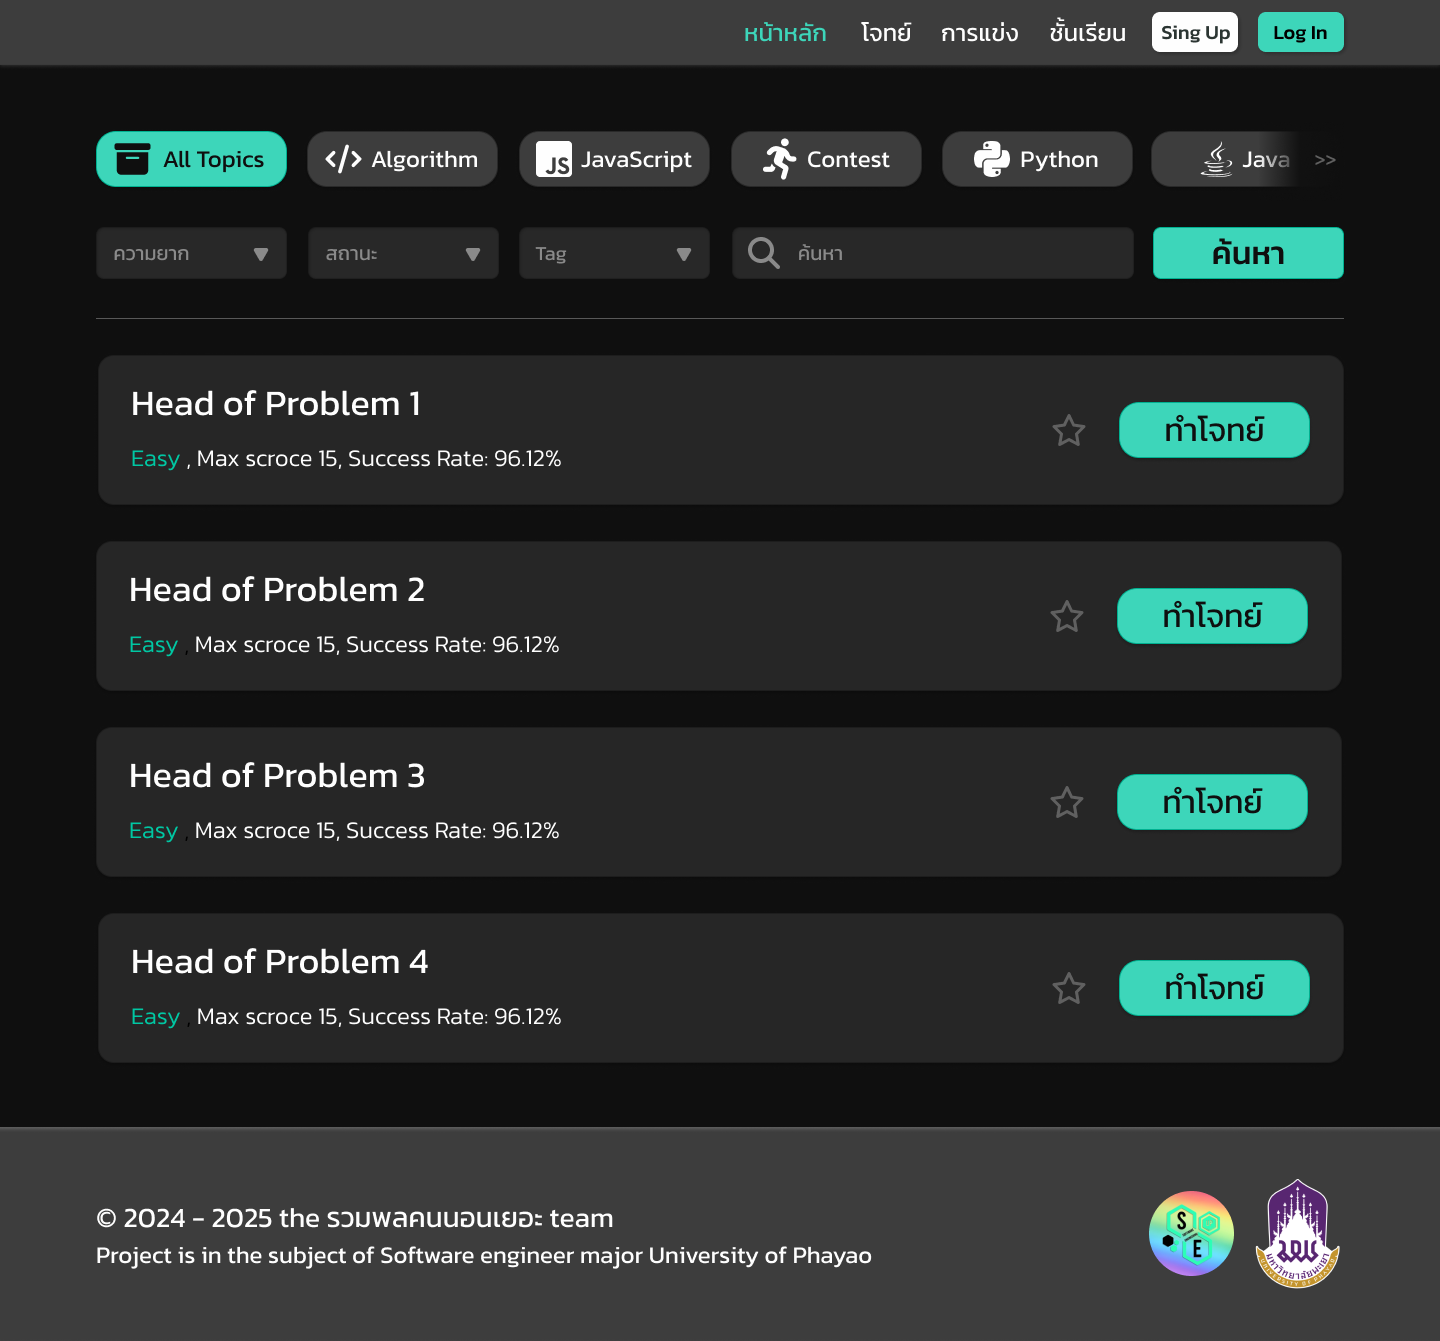 หน้าหลัก โจทย์ การแข่ง ชั้นเรียน Sing Up Log In
All Topics Algorithm JS JavaScript Contest Python Java >>
ความยาก สถานะ Tag ค้นหา ค้นหา
Head of Problem 1
Easy , Max scroce 15, Success Rate: 96.12%
ทำโจทย์
Head of Problem 2
Easy , Max scroce 15, Success Rate: 96.12%
ทำโจทย์
Head of Problem 3
Easy , Max scroce 15, Success Rate: 96.12%
ทำโจทย์
Head of Problem 4
Easy , Max scroce 15, Success Rate: 96.12%
ทำโจทย์
© 2024 - 2025 the รวมพลคนนอนเยอะ team
Project is in the subject of Software engineer major University of Phayao
S E
มหาวิทยาลัยพะเยา
UNIVERSITY OF PHAYAO